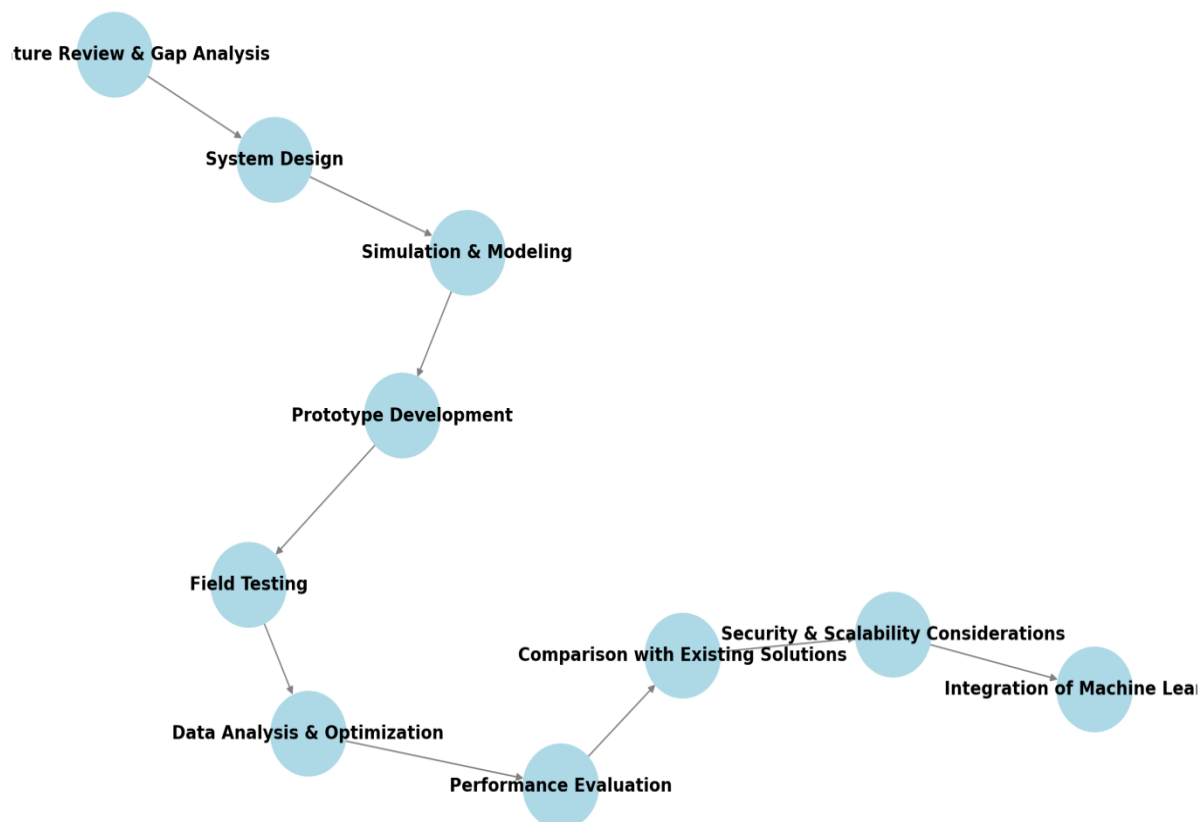 ture Review & Gap Analysis
System Design
Simulation & Modeling
Prototype Development
Field Testing
Data Analysis & Optimization
Performance Evaluation
Comparison with Existing Solutions
Security & Scalability Considerations
Integration of Machine Lea